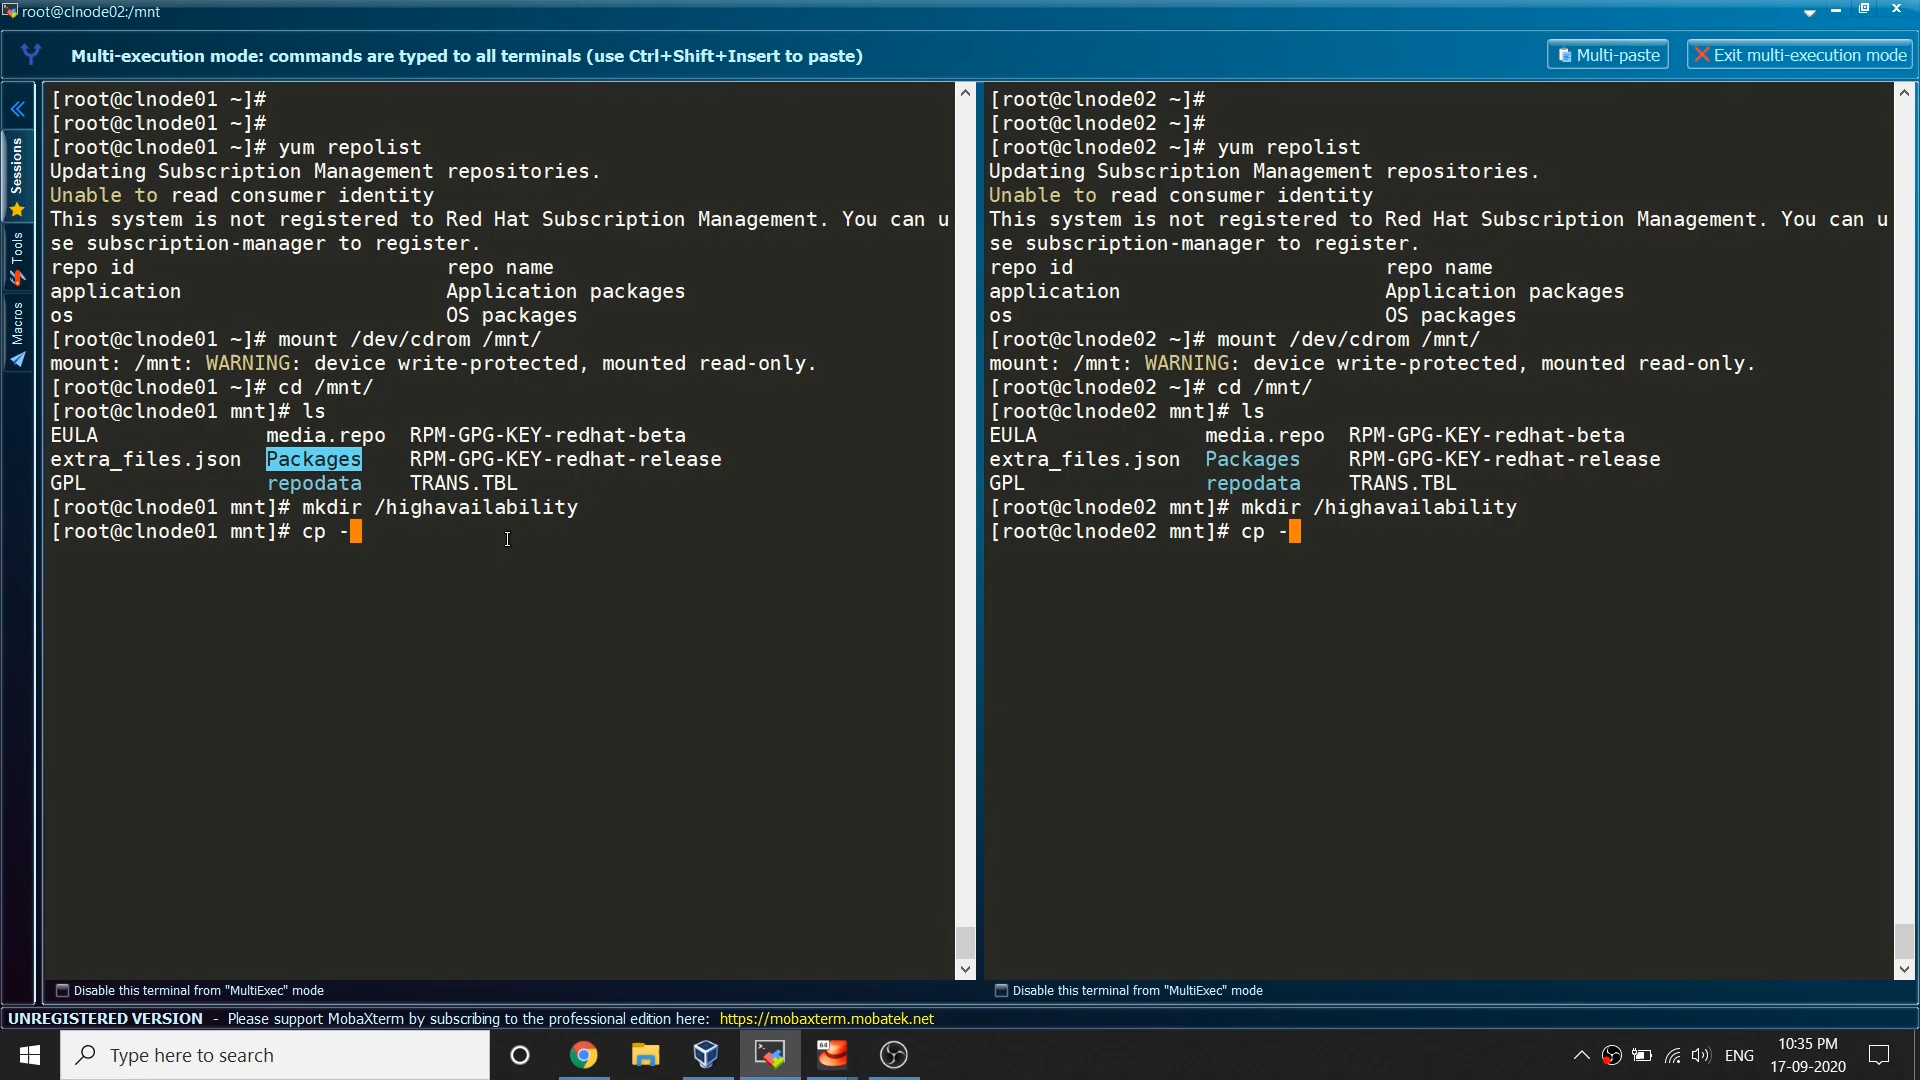 root@clnode02:/mnt
Multi-execution mode: commands are typed to all terminals (use Ctrl+Shift+Insert to paste)
Multi-paste
Exit multi-execution mode
Sessions
Tools
Macros
[root@clnode01 ~]#
[root@clnode01 ~]#
[root@clnode01 ~]# yum repolist
Updating Subscription Management repositories.
Unable to read consumer identity
This system is not registered to Red Hat Subscription Management. You can u
se subscription-manager to register.
repo id repo name
application Application packages
os OS packages
[root@clnode01 ~]# mount /dev/cdrom /mnt/
mount: /mnt: WARNING: device write-protected, mounted read-only.
[root@clnode01 ~]# cd /mnt/
[root@clnode01 mnt]# ls
EULA media.repo RPM-GPG-KEY-redhat-beta
extra_files.json Packages RPM-GPG-KEY-redhat-release
GPL repodata TRANS.TBL
[root@clnode01 mnt]# mkdir /highavailability
[root@clnode01 mnt]# cp -
Disable this terminal from "MultiExec" mode
[root@clnode02 ~]#
[root@clnode02 ~]#
[root@clnode02 ~]# yum repolist
Updating Subscription Management repositories.
Unable to read consumer identity
This system is not registered to Red Hat Subscription Management. You can u
se subscription-manager to register.
repo id repo name
application Application packages
os OS packages
[root@clnode02 ~]# mount /dev/cdrom /mnt/
mount: /mnt: WARNING: device write-protected, mounted read-only.
[root@clnode02 ~]# cd /mnt/
[root@clnode02 mnt]# ls
EULA media.repo RPM-GPG-KEY-redhat-beta
extra_files.json Packages RPM-GPG-KEY-redhat-release
GPL repodata TRANS.TBL
[root@clnode02 mnt]# mkdir /highavailability
[root@clnode02 mnt]# cp -
Disable this terminal from "MultiExec" mode
UNREGISTERED VERSION - Please support MobaXterm by subscribing to the professional edition here: https://mobaxterm.mobatek.net
Type here to search
64
ENG
10:35 PM
17-09-2020